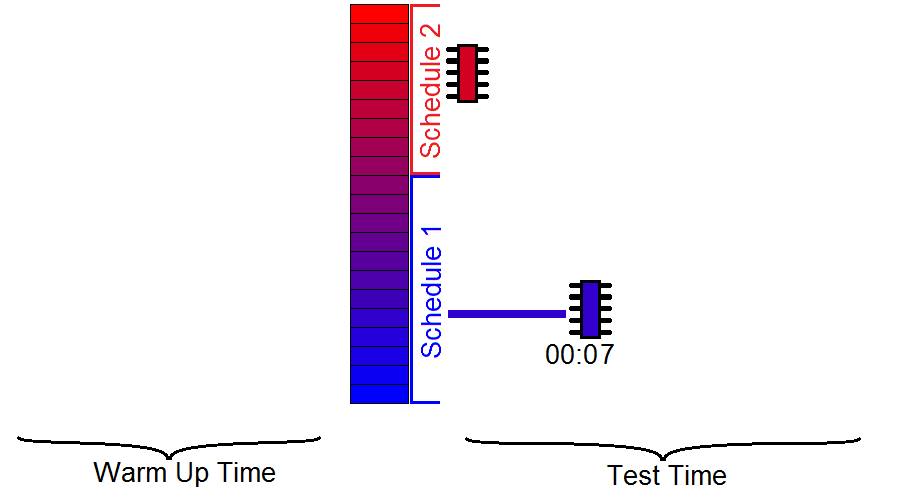 Schedule 2
Schedule 1
00:07
Warm Up Time
Test Time